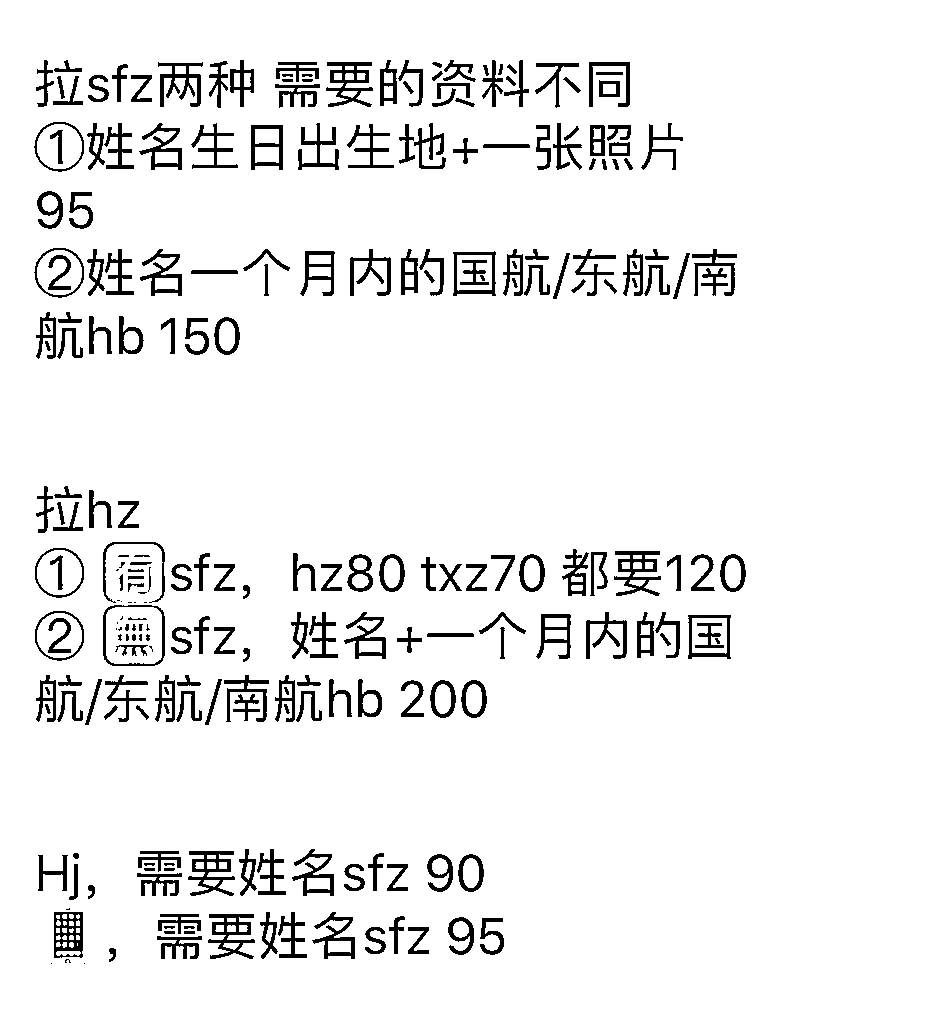 拉sfz两种 需要的资料不同
①姓名生日出生地+一张照片
95
②姓名一个月内的国航/东航/南
航hb 150
拉hz
① 有sfz，hz80 txz70 都要120
② 無sfz，姓名+一个月内的国
航/东航/南航hb 200
Hj，需要姓名sfz 90
，需要姓名sfz 95